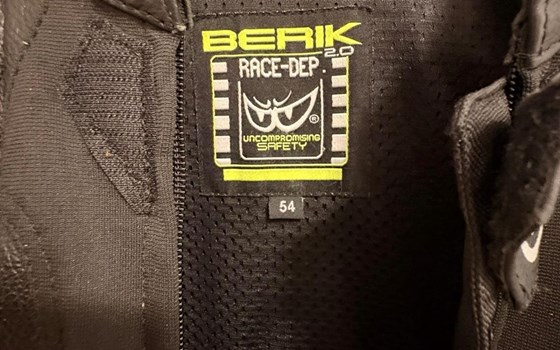 BERIK
2.0
RACE-DEP.
®
UNCOMPROMISING
SAFETY
54